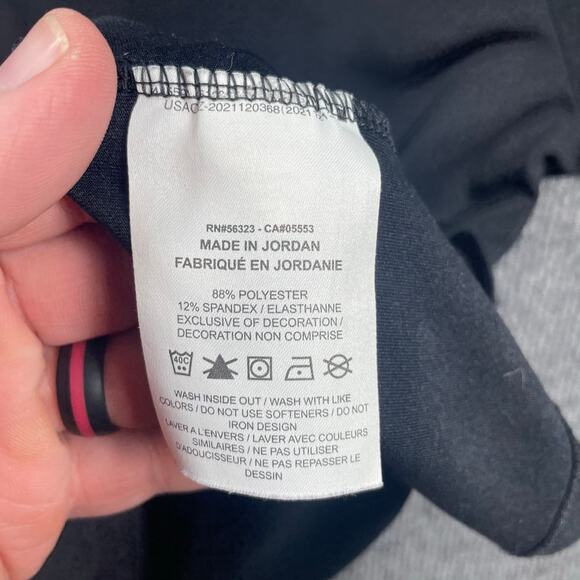 RN#56323 - CA#05553
MADE IN JORDAN
FABRIQUÉ EN JORDANIE
88% POLYESTER
12% SPANDEX / ELASTHANNE
EXCLUSIVE OF DECORATION /
DECORATION NON COMPRISE
40C
WASH INSIDE OUT / WASH WITH LIKE
COLORS / DO NOT USE SOFTENERS / DO NOT
IRON DESIGN
LAVER A L'ENVERS / LAVER AVEC COULEURS
SIMILAIRES / NE PAS UTILISER
D'ADOUCISSEUR / NE PAS REPASSER LE
DESSIN